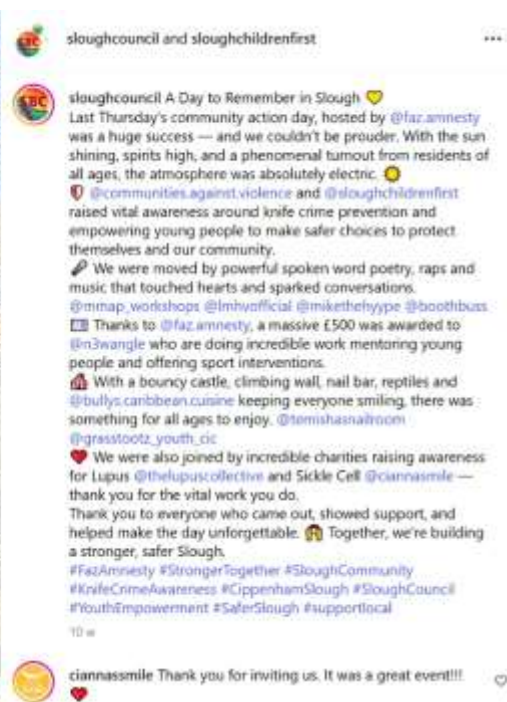 sloughcouncil and sloughchildrenfirst
sloughcouncil A Day to Remember in Slough 💛
Last Thursday's community action day, hosted by @faz.amnesty
was a huge success — and we couldn't be prouder. With the sun
shining, spirits high, and a phenomenal turnout from residents of
all ages, the atmosphere was absolutely electric. 🌞
@communities.against.violence and @sloughchildrenfirst
raised vital awareness around knife crime prevention and
empowering young people to make safer choices to protect
themselves and our community.
🎤 We were moved by powerful spoken word poetry, raps and
music that touched hearts and sparked conversations.
@mmap_workshops @lmhvofficial @mikethehyype @boothbuss
Thanks to @faz.amnesty, a massive £500 was awarded to
@n3wangle who are doing incredible work mentoring young
people and offering sport interventions.
With a bouncy castle, climbing wall, nail bar, reptiles and
@bullys.caribbean.cuisine keeping everyone smiling, there was
something for all ages to enjoy. @temishasnailroom
@grasstootz_youth_cic
❤️ We were also joined by incredible charities raising awareness
for Lupus @thelupuscollective and Sickle Cell @ciannasmile —
thank you for the vital work you do.
Thank you to everyone who came out, showed support, and
helped make the day unforgettable. Together, we're building
a stronger, safer Slough.
#FazAmnesty #StrongerTogether #SloughCommunity
#KnifeCrimeAwareness #CippenhamSlough #SloughCouncil
#YouthEmpowerment #SaferSlough #supportlocal
10 w
ciannassmile Thank you for inviting us. It was a great event!!!
❤️